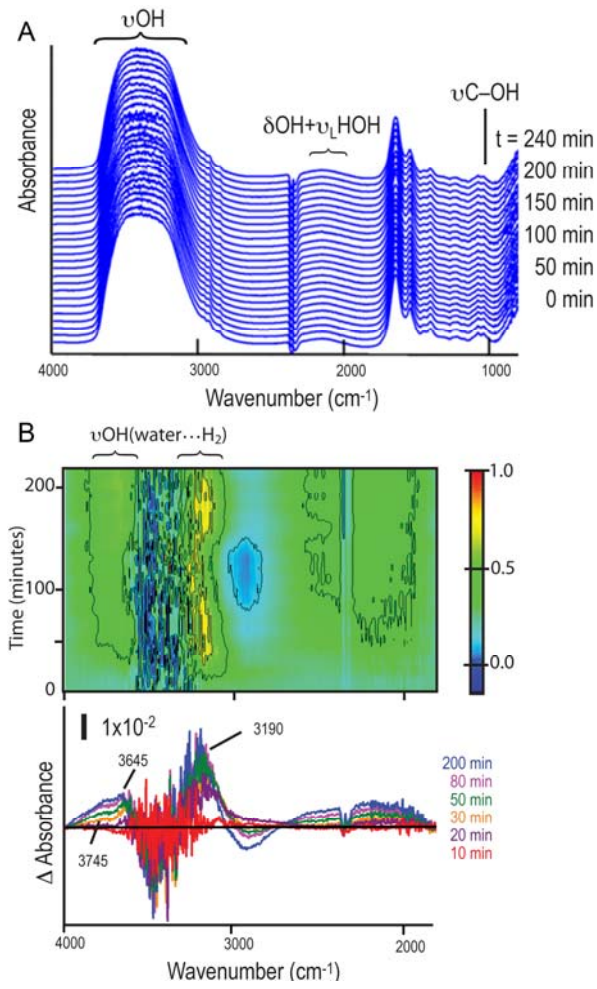 A
υOH
υC–OH
δOH+υLHOH
t = 240 min
200 min
150 min
100 min
50 min
0 min
Absorbance
4000 3000 2000 1000
Wavenumber (cm-1)
B
υOH(water···H2)
Time (minutes)
200
100
0
1.0
0.5
0.0
1x10-2
3190
3645
3745
200 min
80 min
50 min
30 min
20 min
10 min
Δ Absorbance
4000 3000 2000
Wavenumber (cm-1)